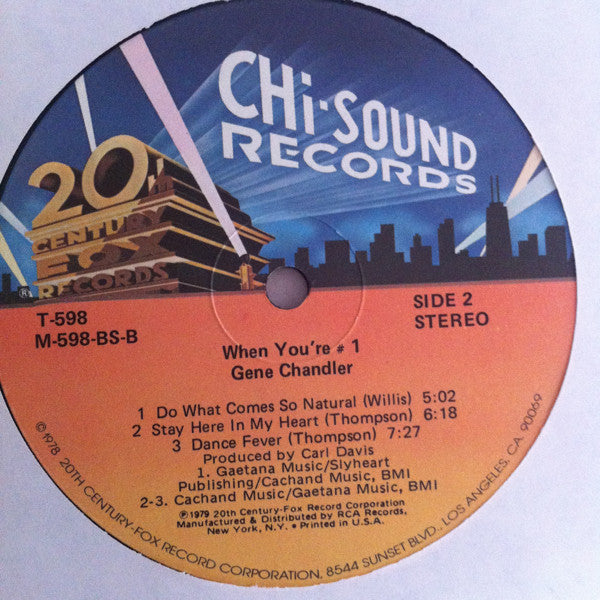 CHi-SOUND
RECORDS
20th
CENTURY
FOX
RECORDS
®
T-598
M-598-BS-B
SIDE 2
STEREO
When You're # 1
Gene Chandler
1 Do What Comes So Natural (Willis) 5:02
2 Stay Here In My Heart (Thompson) 6:18
3 Dance Fever (Thompson) 7:27
Produced by Carl Davis
1. Gaetana Music/Slyheart
Publishing/Cachand Music, BMI
2-3. Cachand Music/Gaetana Music, BMI
℗1979 20th Century-Fox Record Corporation
Manufactured & Distributed by RCA Records,
New York, N.Y. • Printed in U.S.A.
©1978, 20TH CENTURY-FOX RECORD CORPORATION, 8544 SUNSET BLVD., LOS ANGELES, CA. 90069